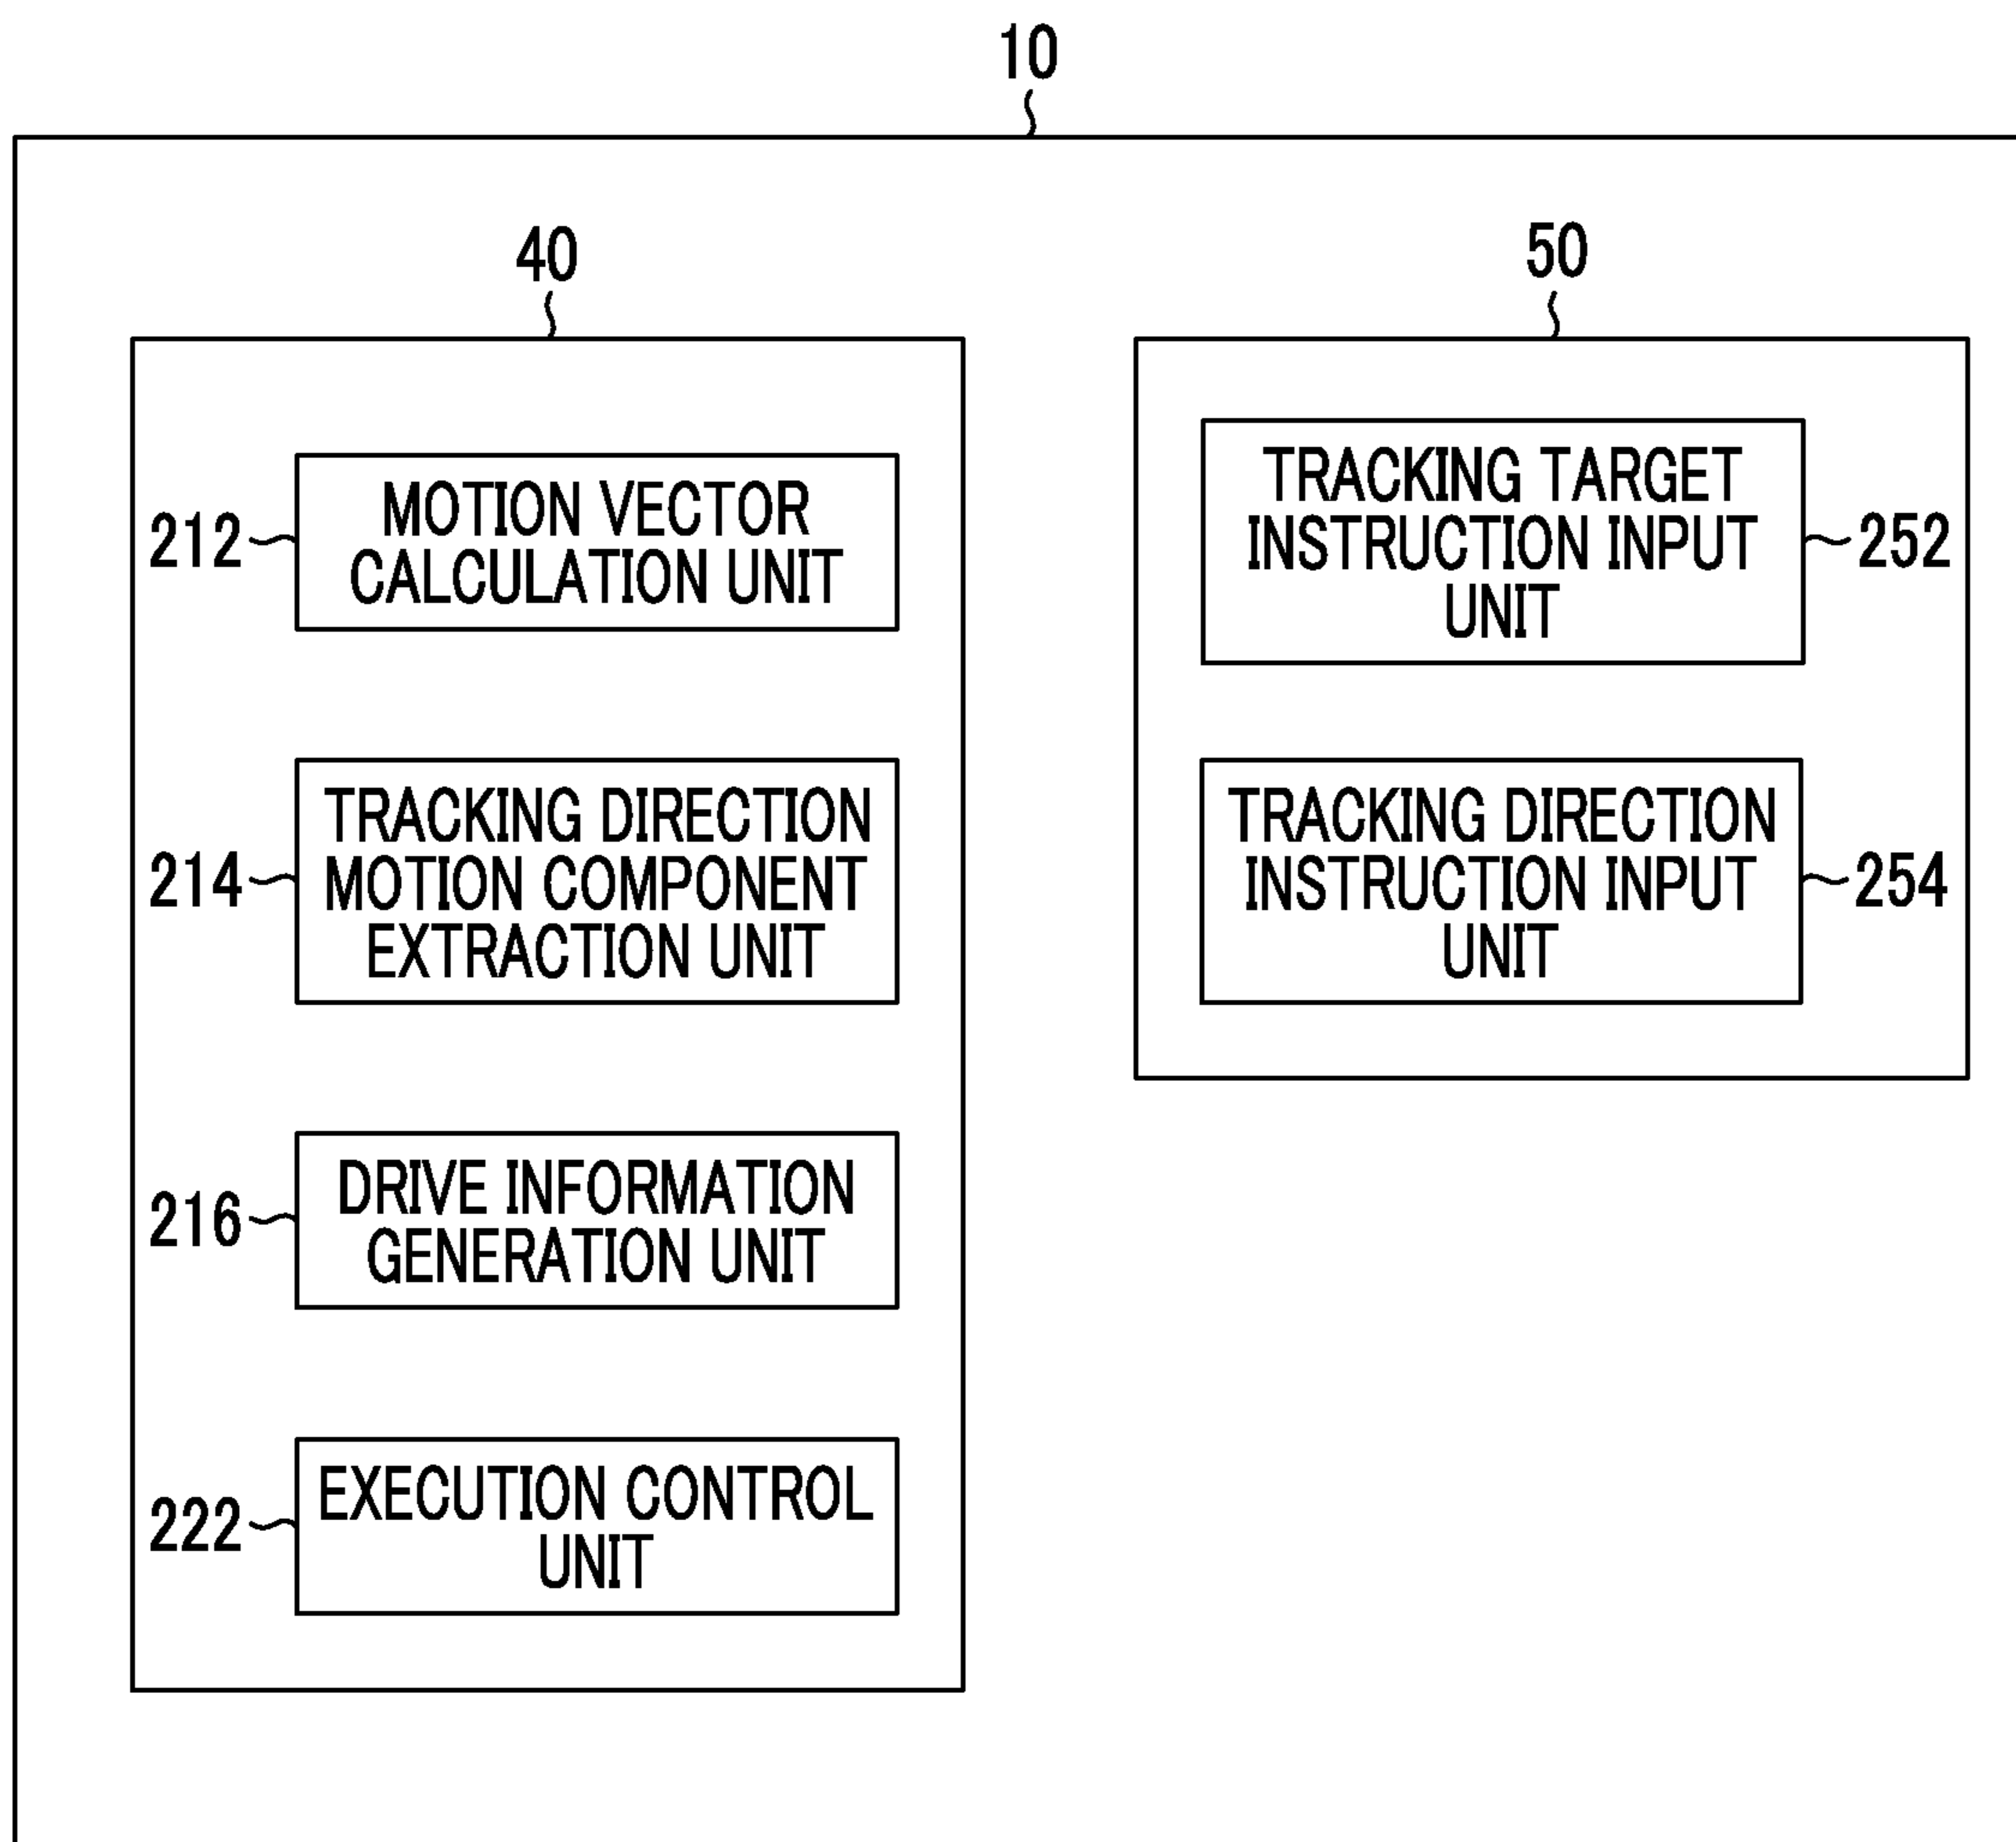 10
40
212
MOTION VECTOR
CALCULATION UNIT
214
TRACKING DIRECTION
MOTION COMPONENT
EXTRACTION UNIT
216
DRIVE INFORMATION
GENERATION UNIT
222
EXECUTION CONTROL
UNIT
50
TRACKING TARGET
INSTRUCTION INPUT
UNIT
252
TRACKING DIRECTION
INSTRUCTION INPUT
UNIT
254